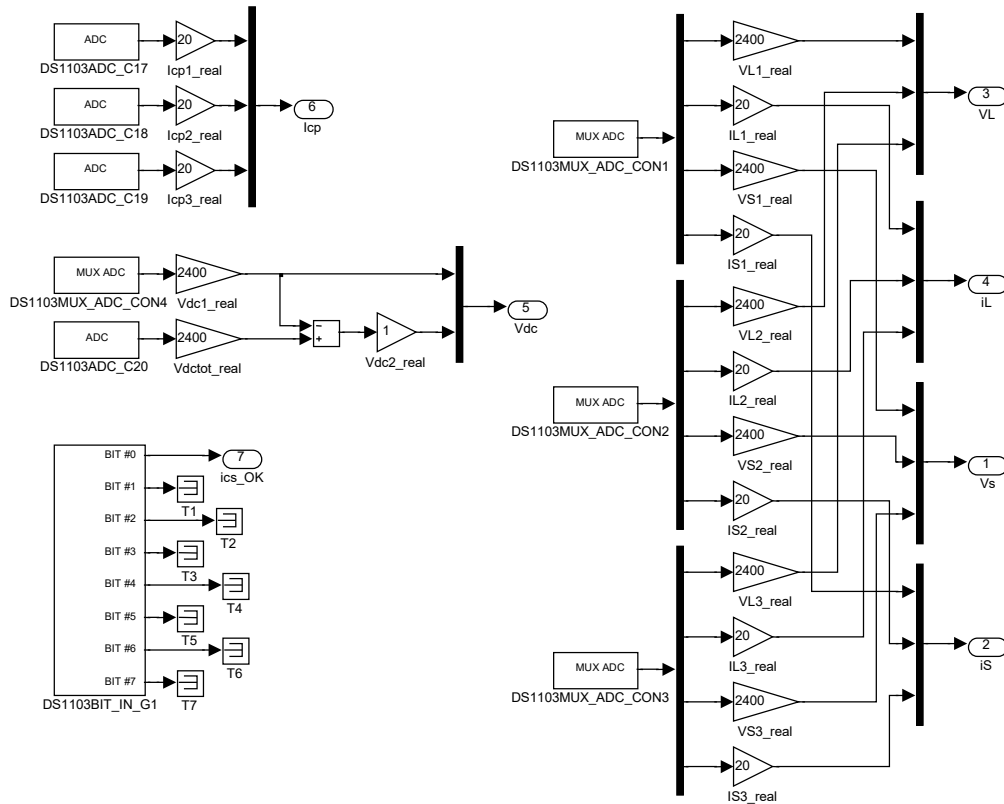 ADC
DS1103ADC_C17
20
Icp1_real
ADC
DS1103ADC_C18
20
Icp2_real
ADC
DS1103ADC_C19
20
Icp3_real
6
Icp
MUX ADC
DS1103MUX_ADC_CON4
2400
Vdc1_real
ADC
DS1103ADC_C20
2400
Vdctot_real
−
+
1
Vdc2_real
5
Vdc
BIT #0
BIT #1
BIT #2
BIT #3
BIT #4
BIT #5
BIT #6
BIT #7
DS1103BIT_IN_G1
7
ics_OK
T1
T2
T3
T4
T5
T6
T7
MUX ADC
DS1103MUX_ADC_CON1
2400
VL1_real
20
IL1_real
2400
VS1_real
20
IS1_real
MUX ADC
DS1103MUX_ADC_CON2
2400
VL2_real
20
IL2_real
2400
VS2_real
20
IS2_real
MUX ADC
DS1103MUX_ADC_CON3
2400
VL3_real
20
IL3_real
2400
VS3_real
20
IS3_real
3
VL
4
iL
1
Vs
2
iS